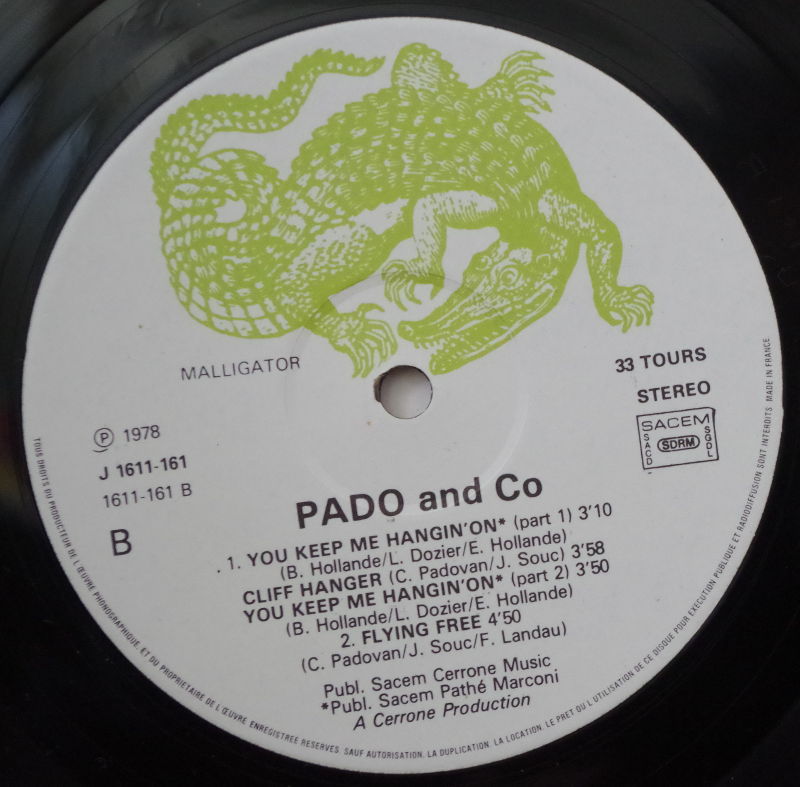 MALLIGATOR
33 TOURS
STEREO
SACEM
SACD
SDRM
SGDL
℗ 1978
J 1611-161
1611-161 B
B
PADO and Co
1. YOU KEEP ME HANGIN'ON* (part 1) 3'10
(B. Hollande/L. Dozier/E. Hollande)
CLIFF HANGER (C. Padovan/J. Souc) 3'58
YOU KEEP ME HANGIN'ON* (part 2) 3'50
(B. Hollande/L. Dozier/E. Hollande)
2. FLYING FREE 4'50
(C. Padovan/J. Souc/F. Landau)
Publ. Sacem Cerrone Music
*Publ. Sacem Pathé Marconi
A Cerrone Production
TOUS DROITS DU PRODUCTEUR DE L'ŒUVRE PHONOGRAPHIQUE ET DU PROPRIETAIRE DE L'ŒUVRE ENREGISTREE RESERVES. SAUF AUTORISATION, LA DUPLICATION, LA LOCATION, LE PRET OU L'UTILISATION DE CE DISQUE POUR EXECUTION PUBLIQUE ET RADIODIFFUSION SONT INTERDITS. MADE IN FRANCE